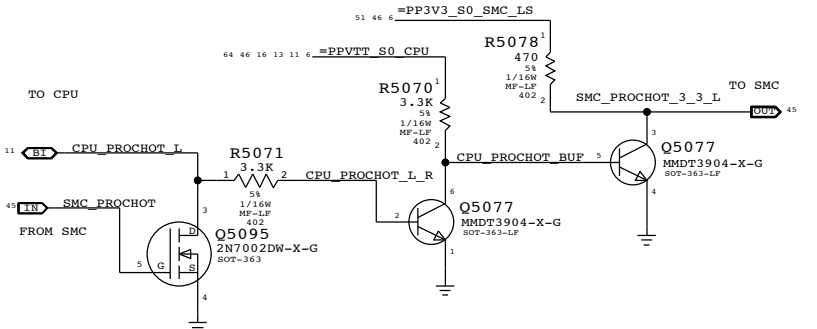 51 46 6
=PP3V3_S0_SMC_LS
64 46 16 13 11 6
=PPVTT_S0_CPU
R5078
1
470
5%
1/16W
MF-LF
402
2
R5070
1
3.3K
5%
1/16W
MF-LF
402
2
TO CPU
TO SMC
SMC_PROCHOT_3_3_L
OUT
45
11
BI
CPU_PROCHOT_L
R5071
3.3K
1
2
5%
1/16W
MF-LF
402
CPU_PROCHOT_L_R
CPU_PROCHOT_BUF
5
3
Q5077
MMDT3904-X-G
SOT-363-LF
4
45
IN
SMC_PROCHOT
FROM SMC
3
D
Q5095
2N7002DW-X-G
SOT-363
5
G
S
4
6
2
Q5077
MMDT3904-X-G
SOT-363-LF
1